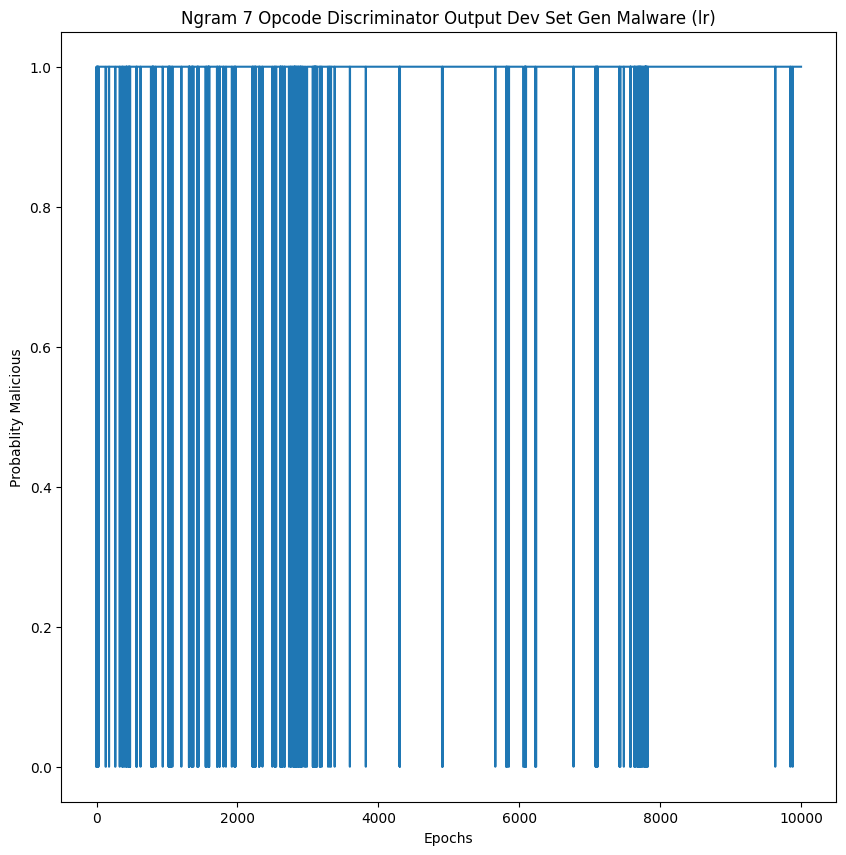 Ngram 7 Opcode Discriminator Output Dev Set Gen Malware (lr)
1.0
0.8
0.6
0.4
0.2
0.0
Probablity Malicious
0 2000 4000 6000 8000 10000
Epochs